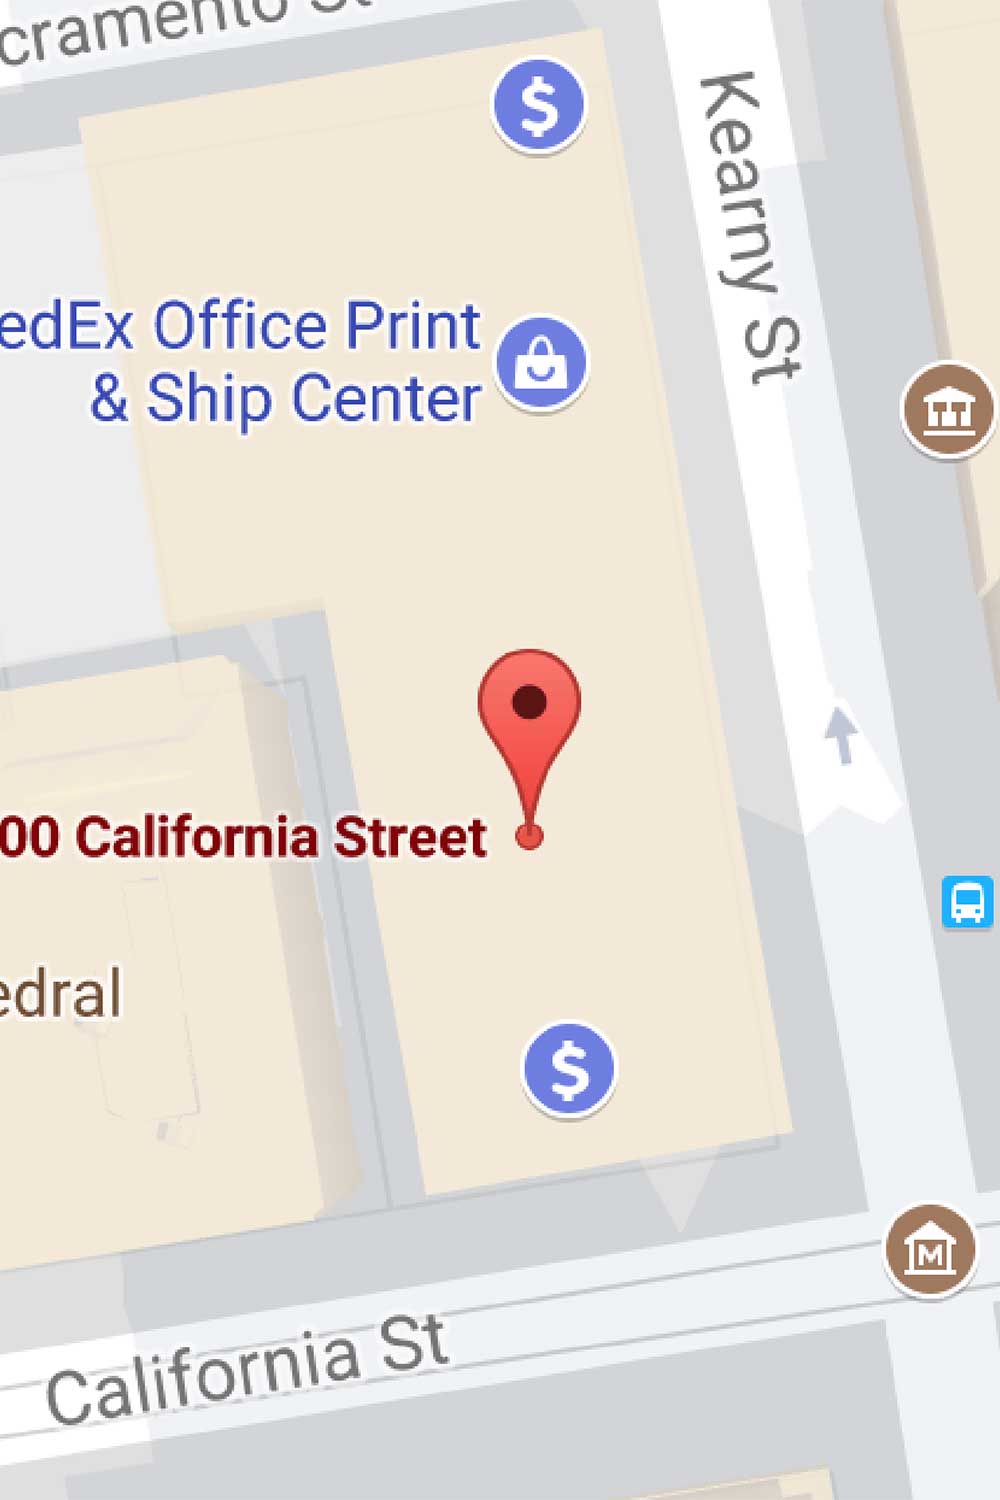 cramento St
Kearny St
edEx Office Print
& Ship Center
00 California Street
edral
M
California St